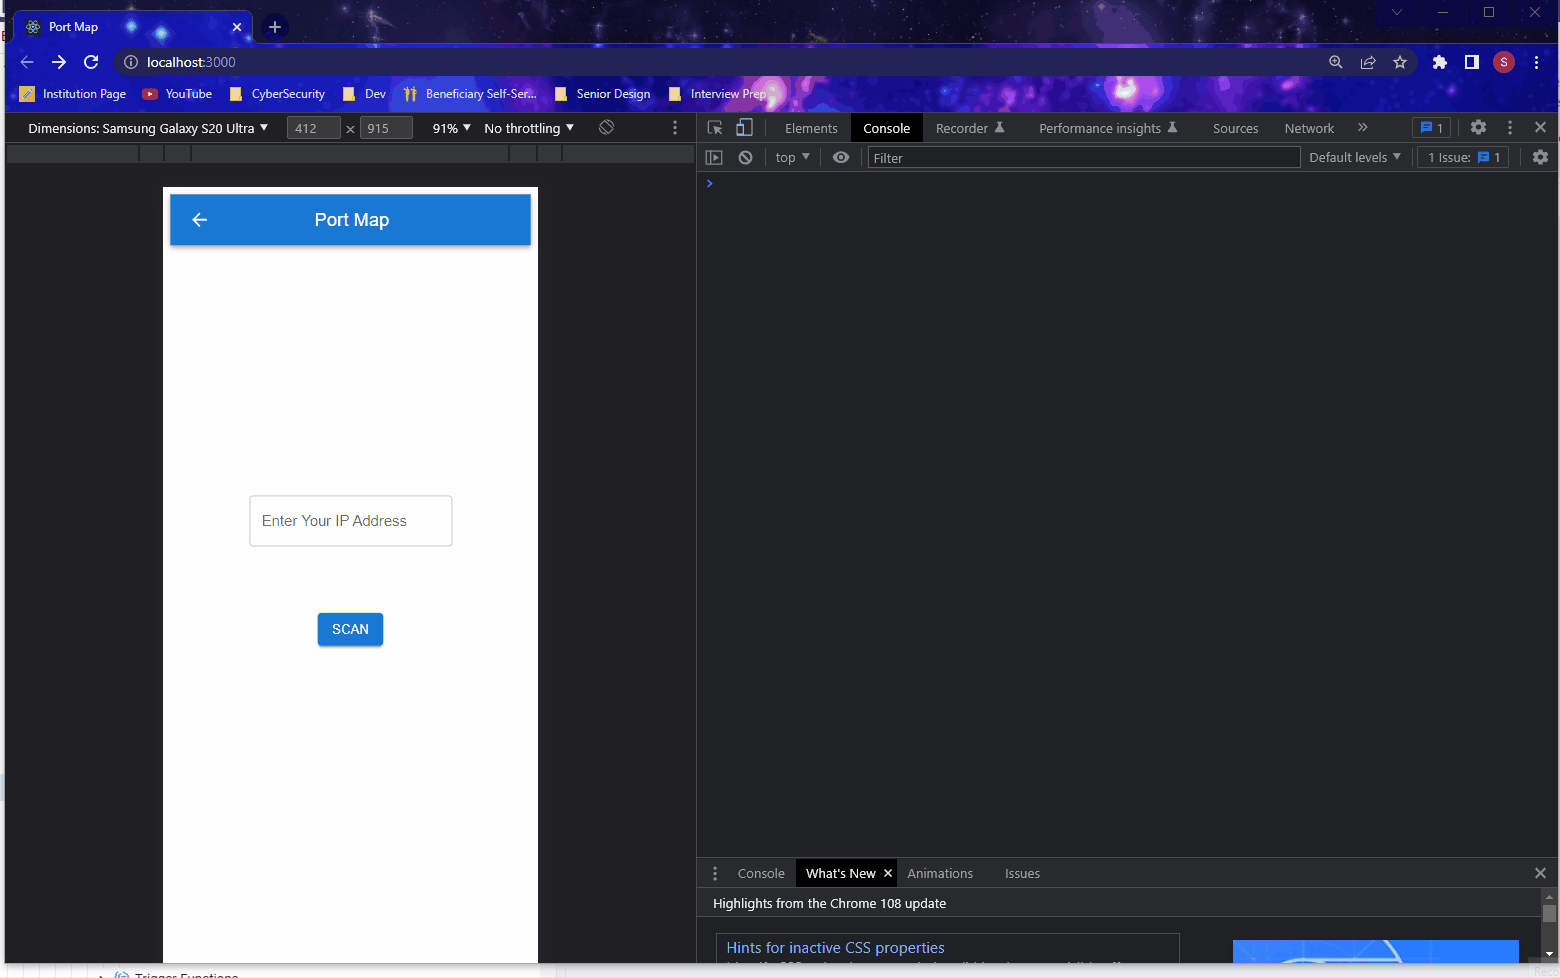 Port Map
localhost:3000
Institution Page YouTube CyberSecurity Dev Beneficiary Self-Ser... Senior Design Interview Prep
S
Dimensions: Samsung Galaxy S20 Ultra 412 × 915 91% No throttling
Elements Console Recorder Performance insights Sources Network 1
top Filter Default levels 1 Issue: 1
Port Map
Enter Your IP Address
SCAN
Console What's New Animations Issues
Highlights from the Chrome 108 update
Hints for inactive CSS properties
Trigger Functions